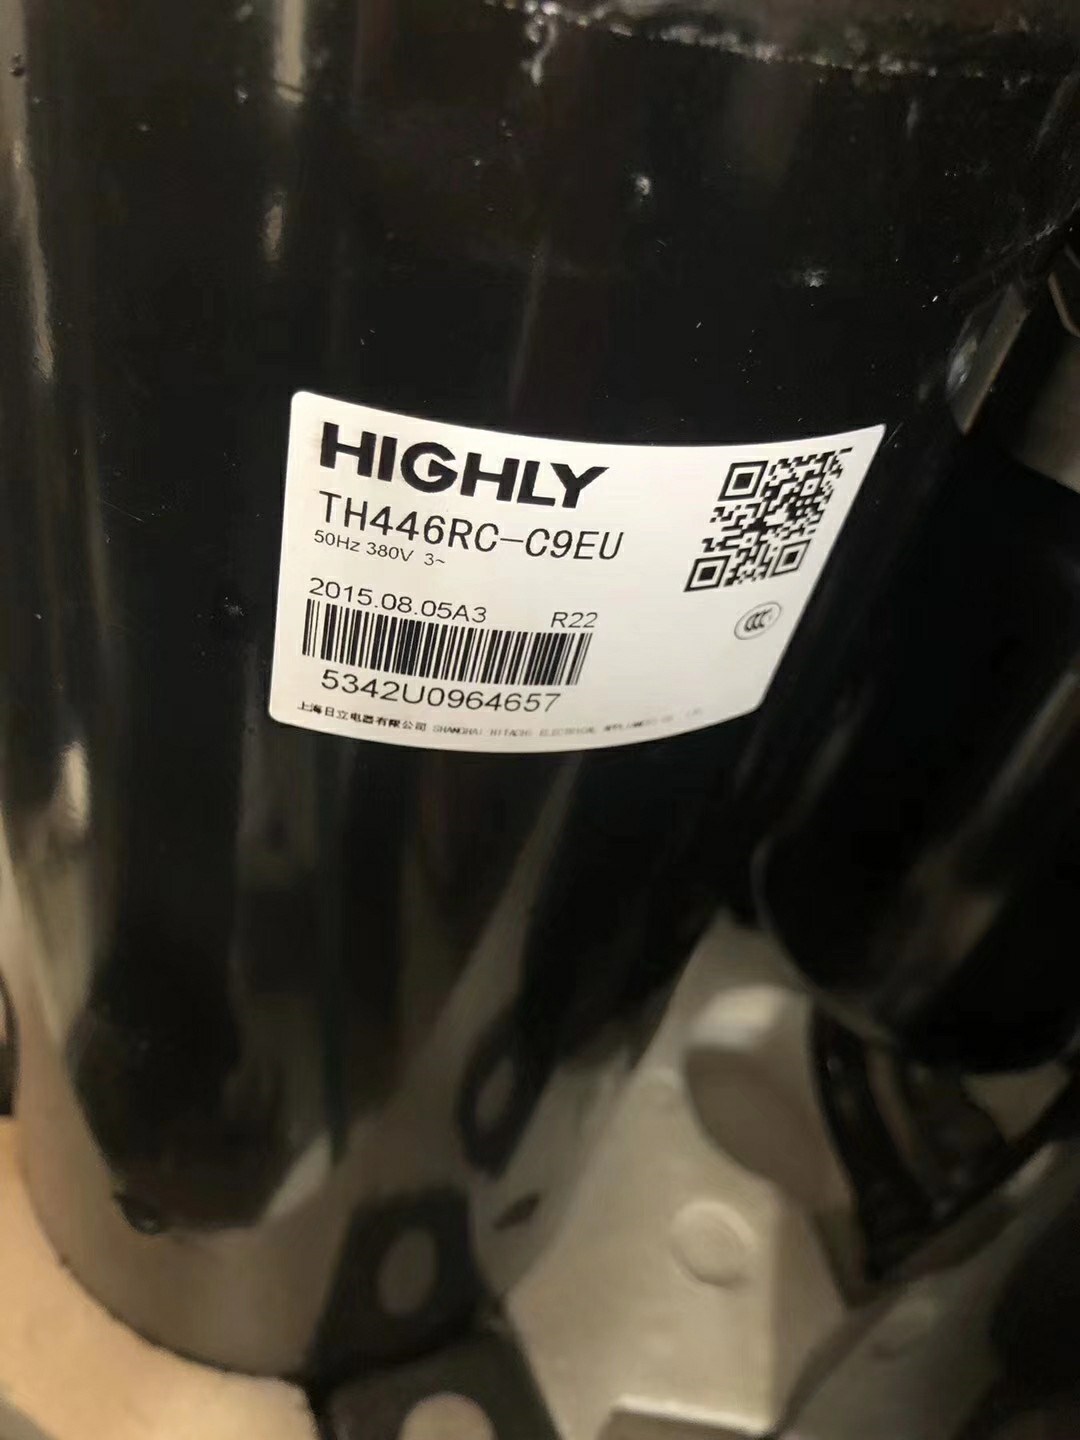 HIGHLY
TH446RC-C9EU
50Hz 380V 3~
2015.08.05A3 R22
5342U0964657
上海日立电器有限公司 SHANGHAI HITACHI ELECTRICAL APPLIANCES CO., LTD.
CCC